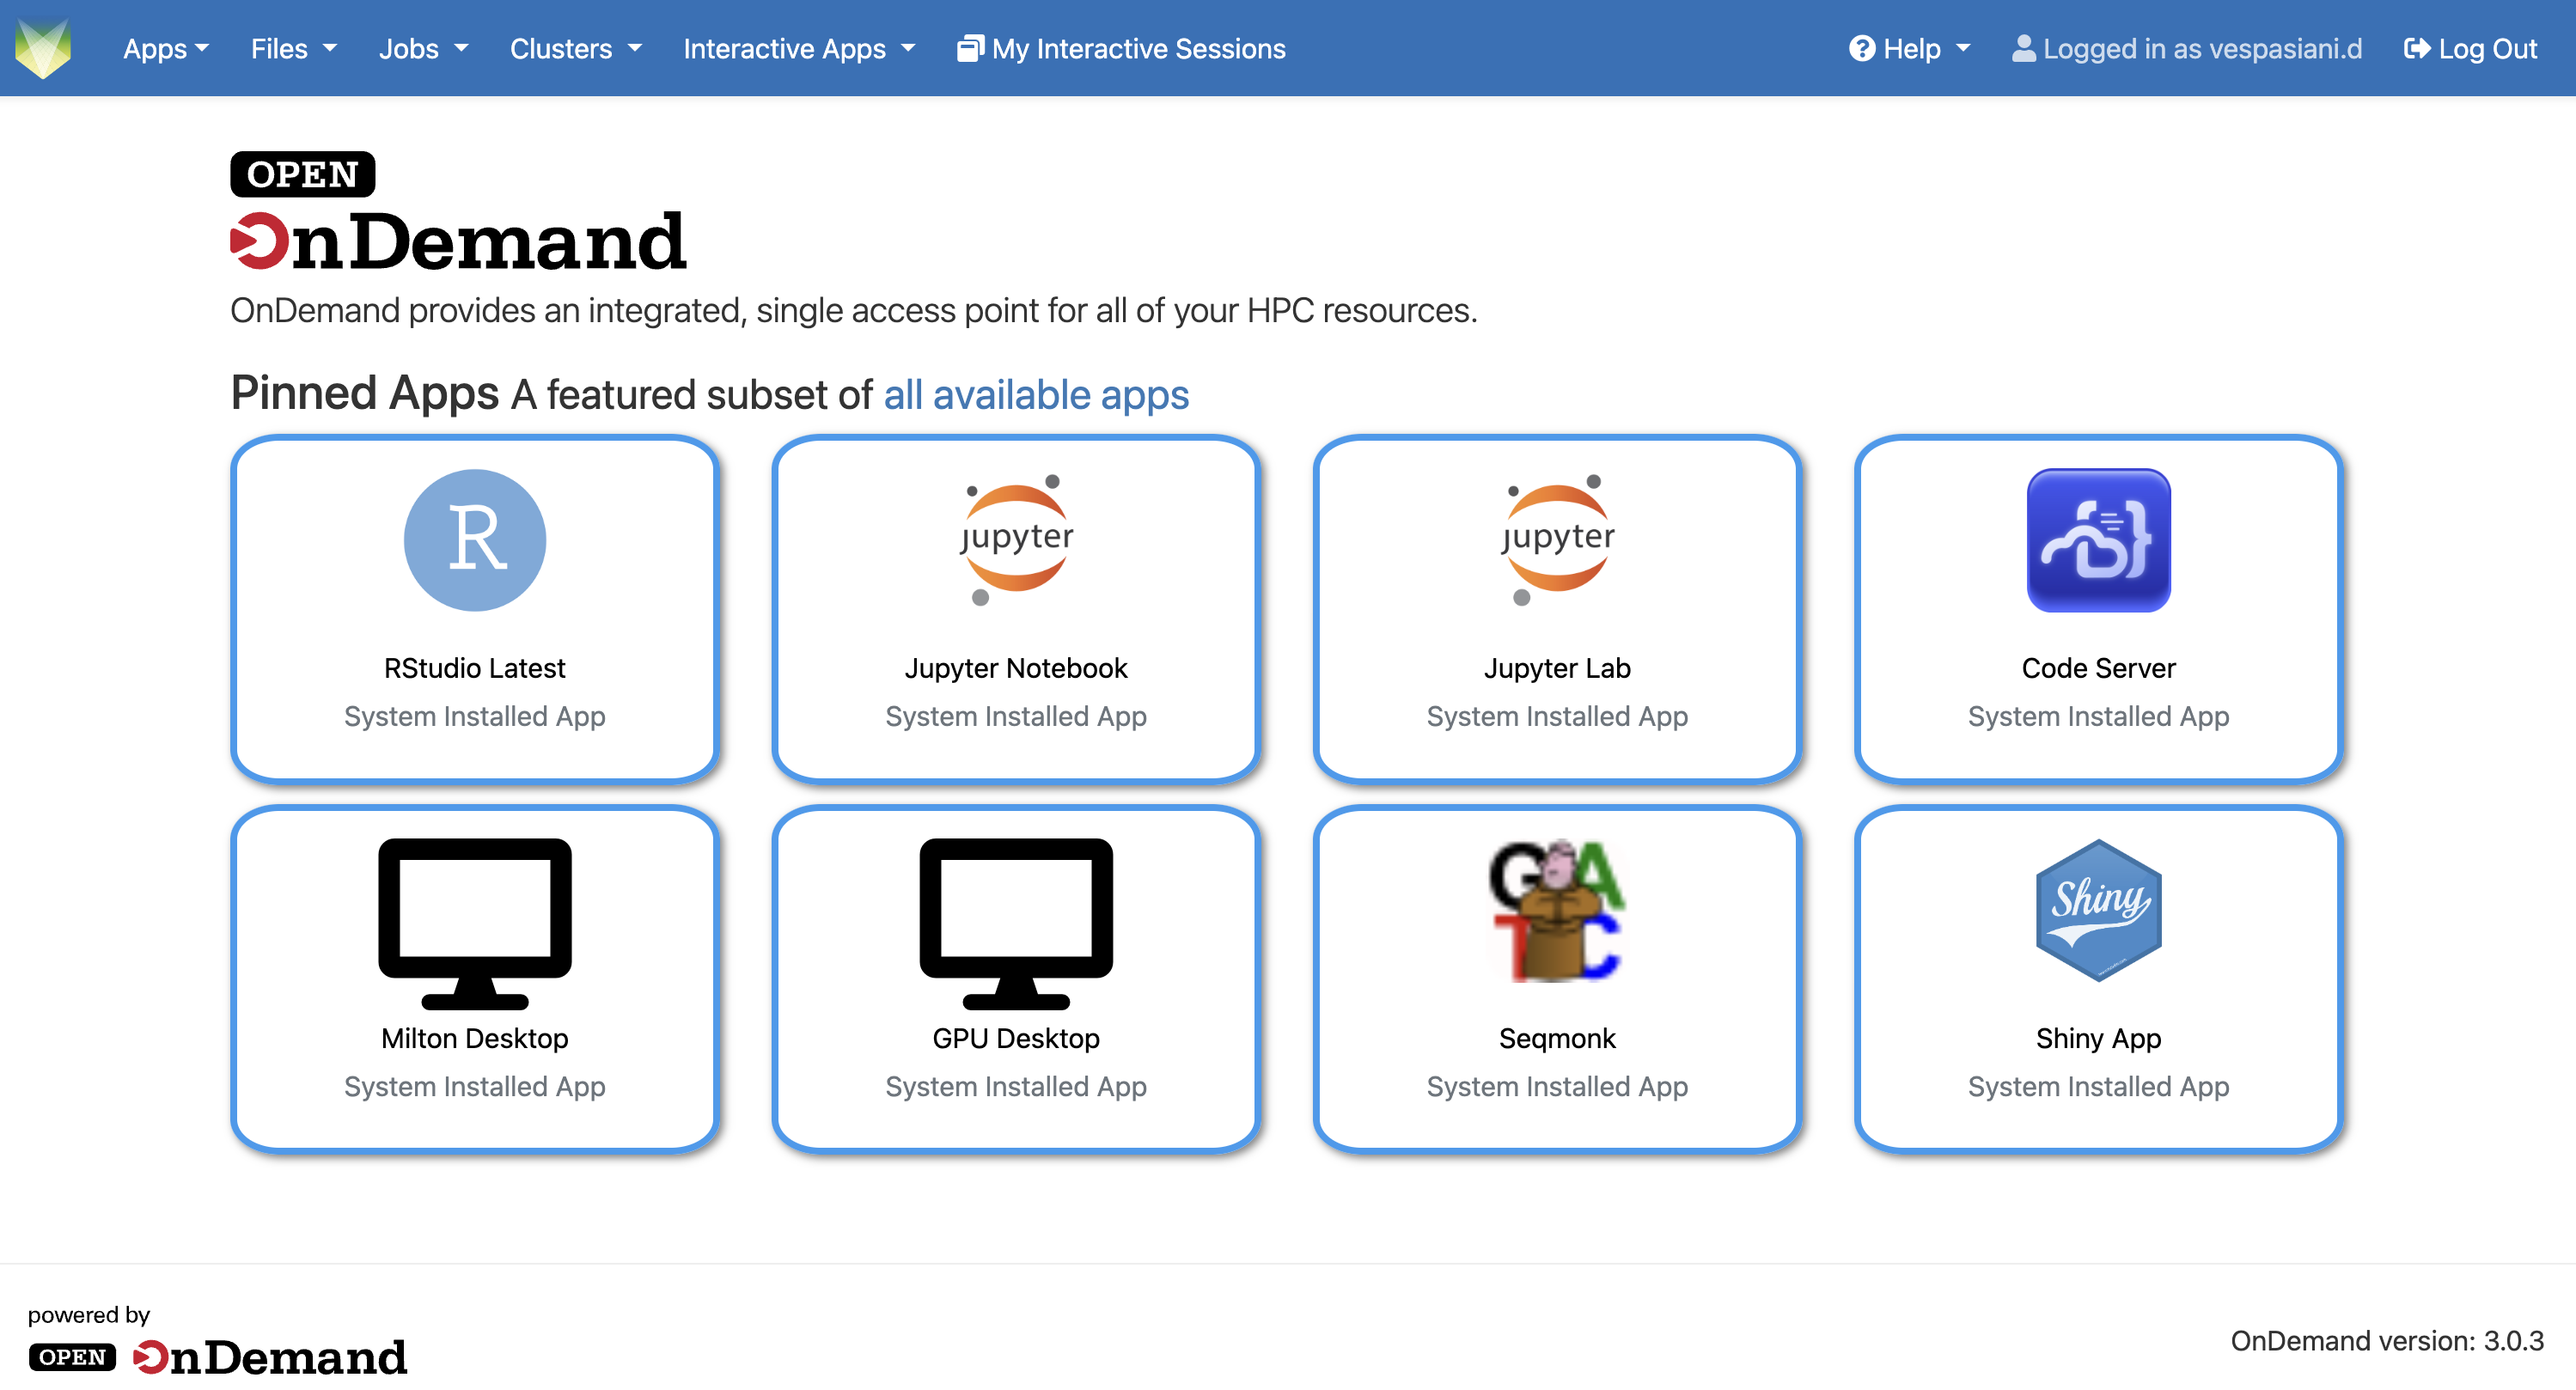 Apps Files Jobs Clusters Interactive Apps My Interactive Sessions Help Logged in as vespasiani.d Log Out
OPEN
OnDemand
OnDemand provides an integrated, single access point for all of your HPC resources.
Pinned Apps A featured subset of all available apps
R
jupyter
jupyter
RStudio Latest
System Installed App
Jupyter Notebook
System Installed App
Jupyter Lab
System Installed App
Code Server
System Installed App
GATC
Shiny
Milton Desktop
System Installed App
GPU Desktop
System Installed App
Seqmonk
System Installed App
Shiny App
System Installed App
powered by
OPEN OnDemand
OnDemand version: 3.0.3